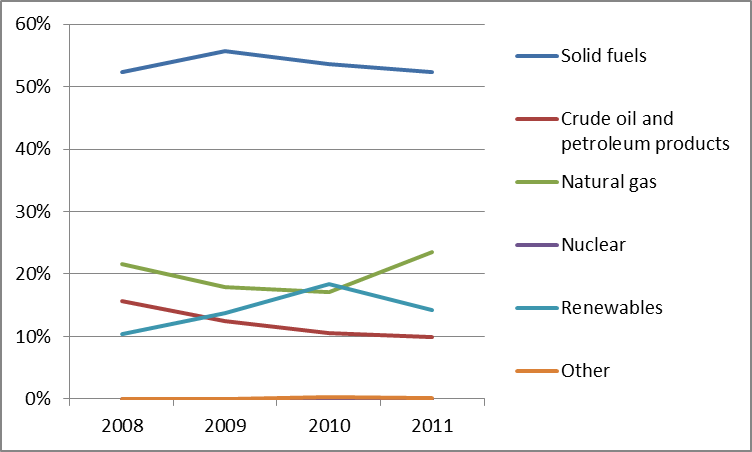 60%
50%
40%
30%
20%
10%
0%
2008 2009 2010 2011
Solid fuels
Crude oil and
petroleum products
Natural gas
Nuclear
Renewables
Other